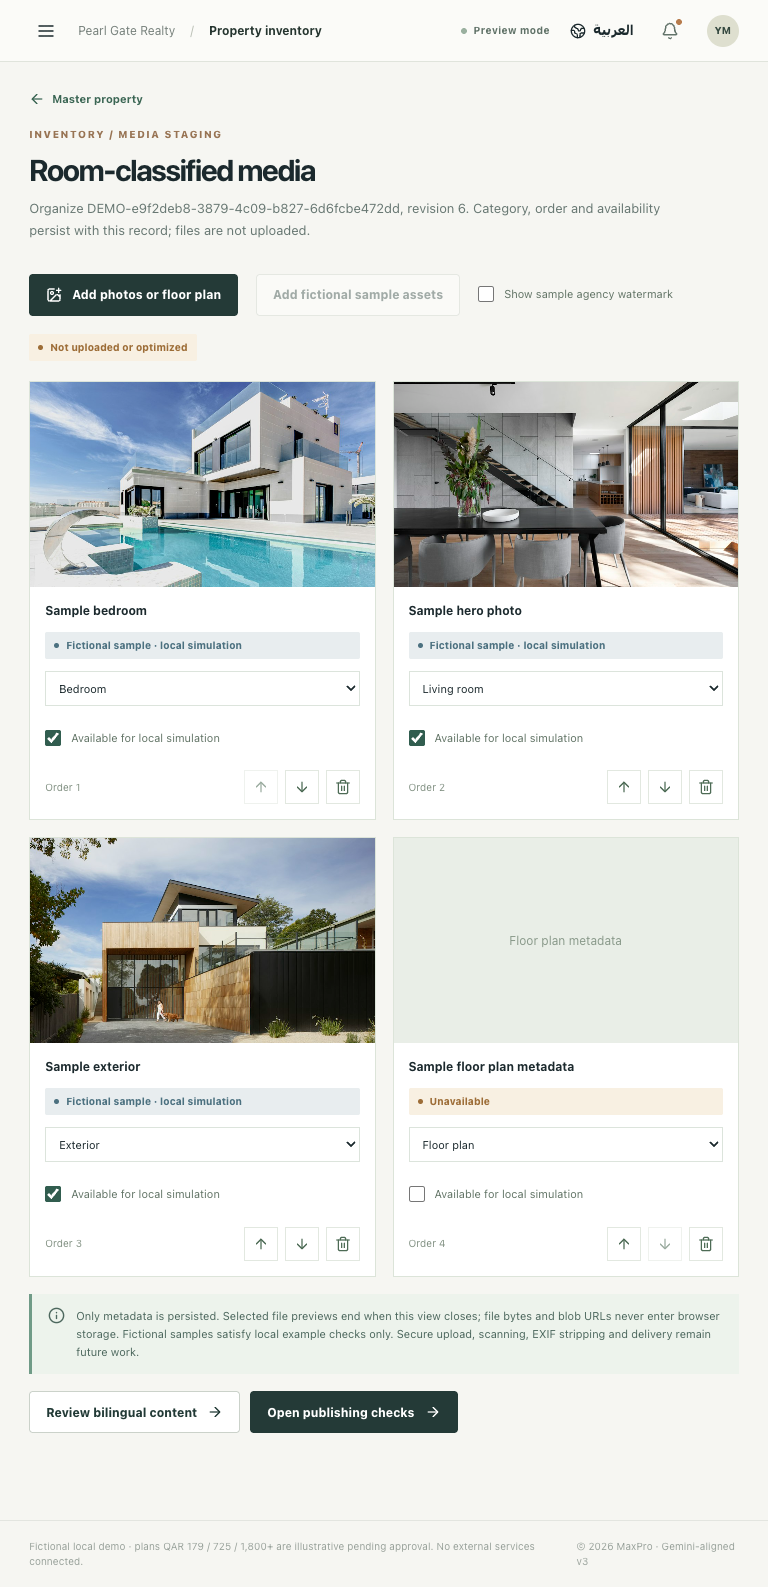 Pearl Gate Realty / Property inventory
Preview mode
العربية
YM
Master property
INVENTORY / MEDIA STAGING
Room-classified media
Organize DEMO-e9f2deb8-3879-4c09-b827-6d6fcbe472dd, revision 6. Category, order and availability
persist with this record; files are not uploaded.
Add photos or floor plan
Add fictional sample assets
Show sample agency watermark
Not uploaded or optimized
Sample bedroom
Fictional sample · local simulation
Bedroom
Available for local simulation
Order 1
Sample hero photo
Fictional sample · local simulation
Living room
Available for local simulation
Order 2
Sample exterior
Fictional sample · local simulation
Exterior
Available for local simulation
Order 3
Floor plan metadata
Sample floor plan metadata
Unavailable
Floor plan
Available for local simulation
Order 4
Only metadata is persisted. Selected file previews end when this view closes; file bytes and blob URLs never enter browser
storage. Fictional samples satisfy local example checks only. Secure upload, scanning, EXIF stripping and delivery remain
future work.
Review bilingual content
Open publishing checks
Fictional local demo · plans QAR 179 / 725 / 1,800+ are illustrative pending approval. No external services
connected.
© 2026 MaxPro · Gemini-aligned
v3